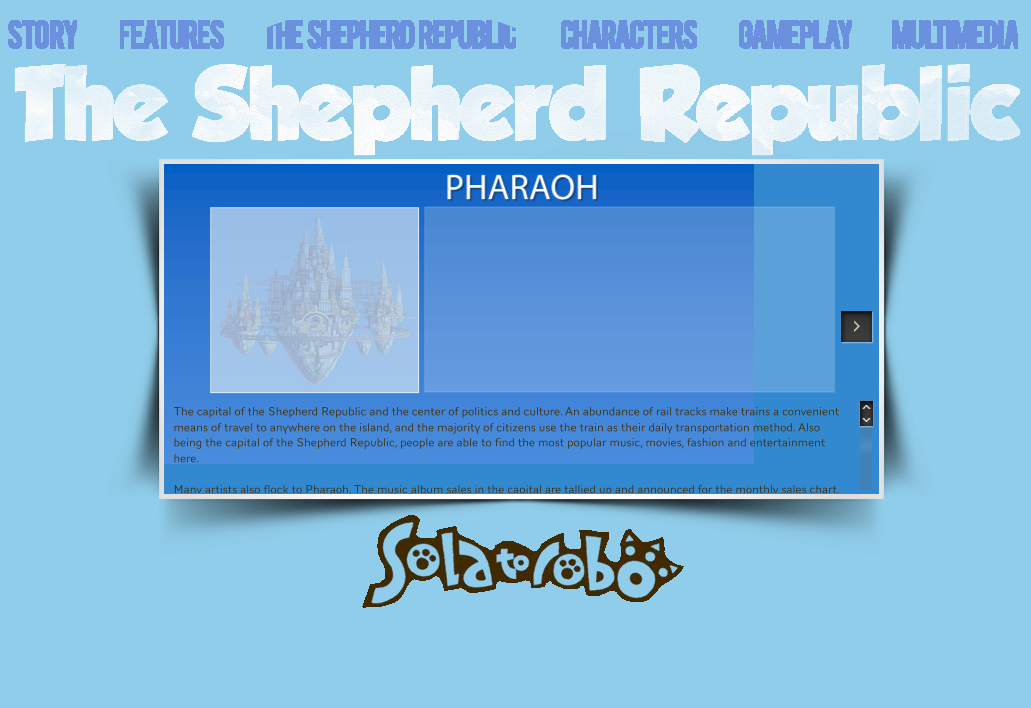 STORY FEATURES THE SHEPHERD REPUBLIC CHARACTERS GAMEPLAY MULTIMEDIA
The Shepherd Republic
PHARAOH
The capital of the Shepherd Republic and the center of politics and culture. An abundance of rail tracks make trains a convenient
means of travel to anywhere on the island, and the majority of citizens use the train as their daily transportation method. Also
being the capital of the Shepherd Republic, people are able to find the most popular music, movies, fashion and entertainment
here.
Many artists also flock to Pharaoh. The music album sales in the capital are tallied up and announced for the monthly sales chart.
Solatorobo